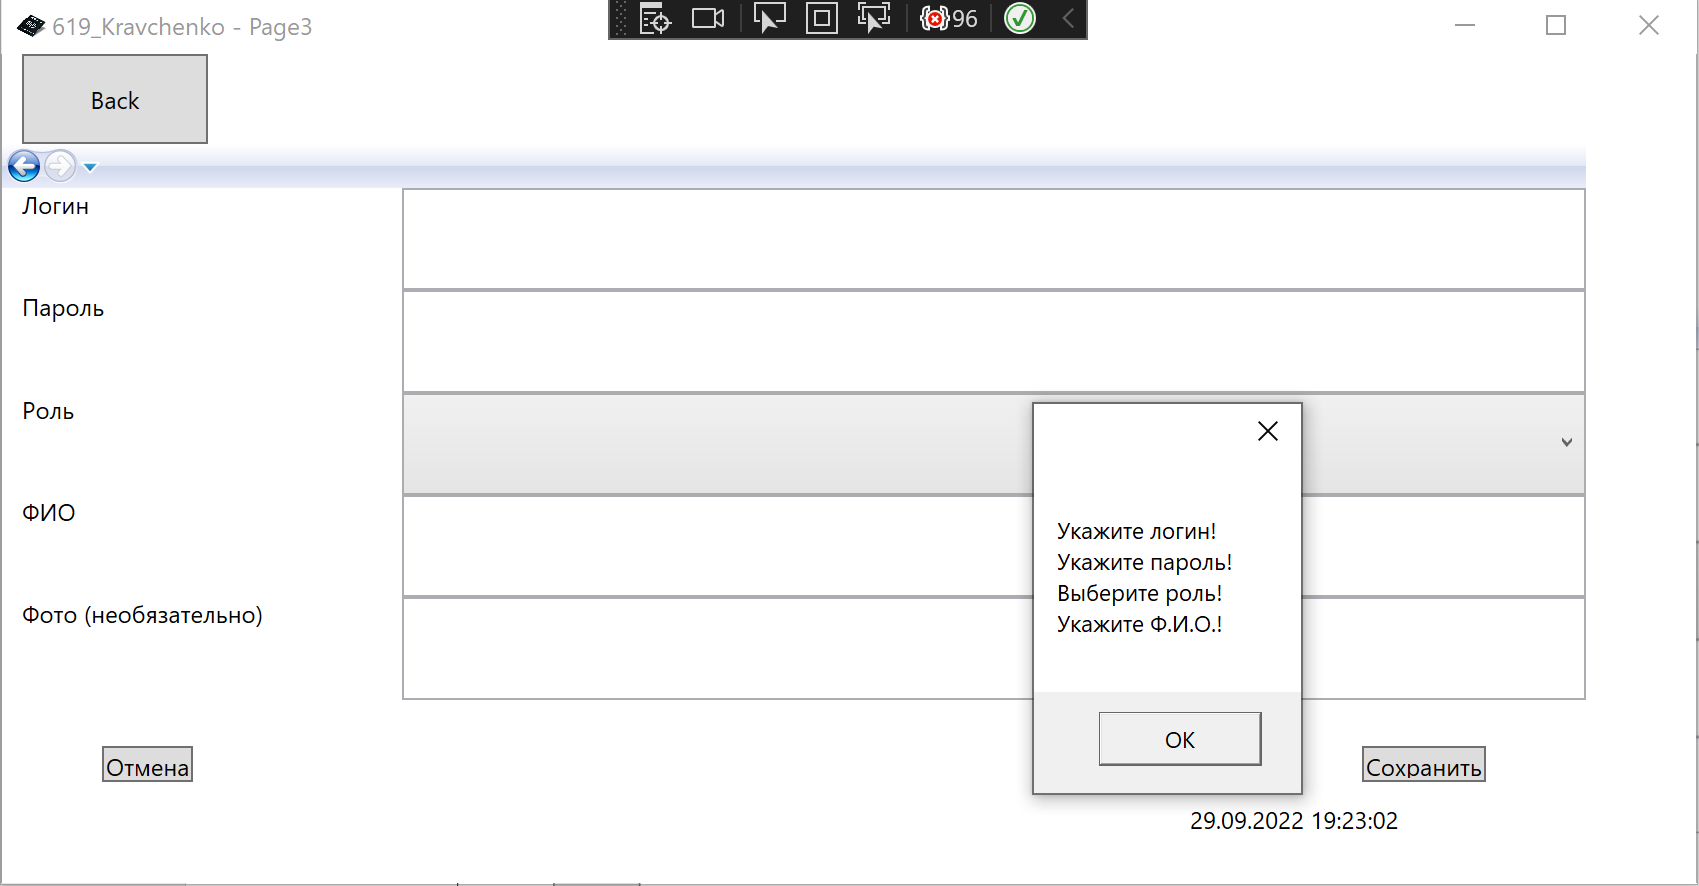 619_Kravchenko - Page3
96
Back
Логин
Пароль
Роль
ФИО
Фото (необязательно)
Укажите логин!
Укажите пароль!
Выберите роль!
Укажите Ф.И.О.!
OK
Отмена
Сохранить
29.09.2022 19:23:02